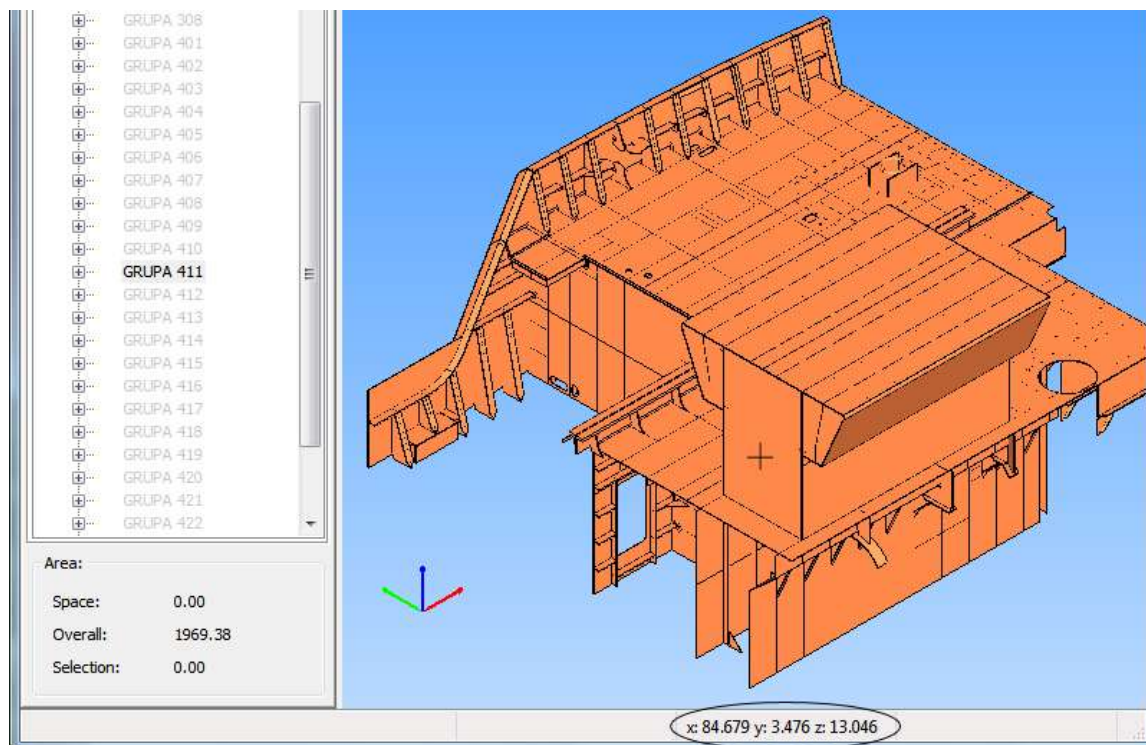 GRUPA 308
GRUPA 401
GRUPA 402
GRUPA 403
GRUPA 404
GRUPA 405
GRUPA 406
GRUPA 407
GRUPA 408
GRUPA 409
GRUPA 410
GRUPA 411
GRUPA 412
GRUPA 413
GRUPA 414
GRUPA 415
GRUPA 416
GRUPA 417
GRUPA 418
GRUPA 419
GRUPA 420
GRUPA 421
GRUPA 422
Area:
Space: 0.00
Overall: 1969.38
Selection: 0.00
x: 84.679 y: 3.476 z: 13.046